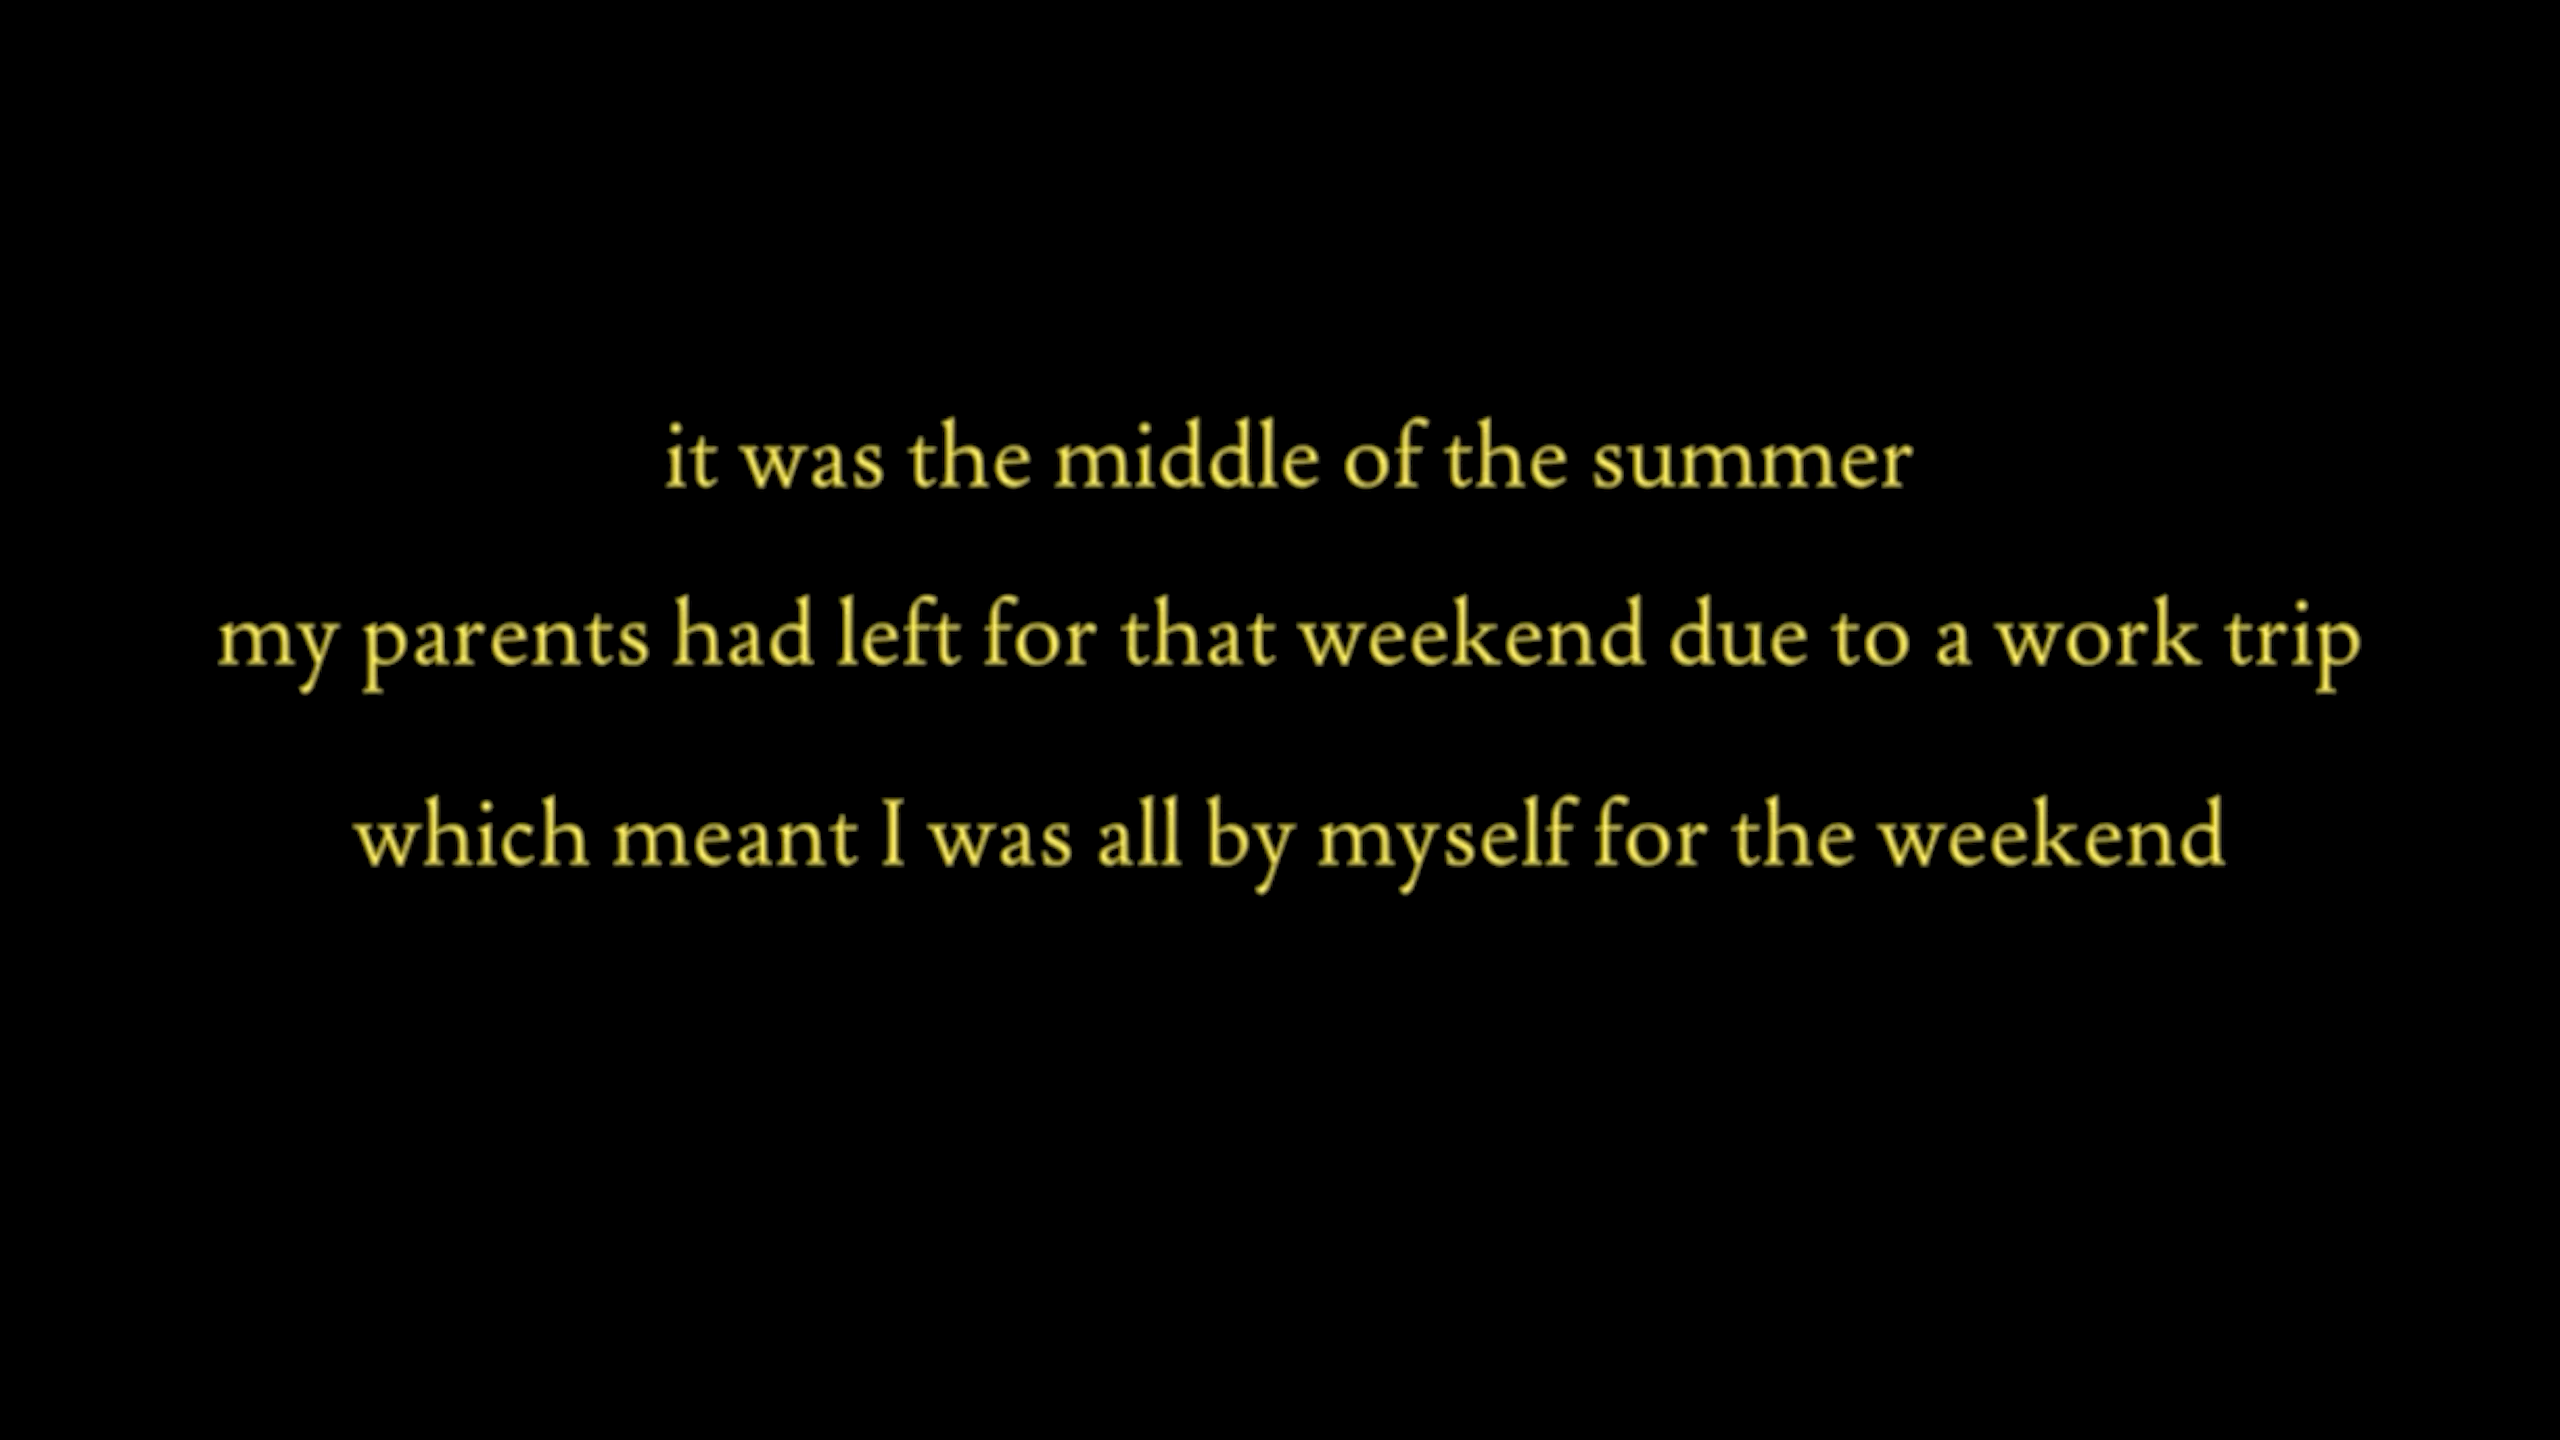 it was the middle of the summer
my parents had left for that weekend due to a work trip
which meant I was all by myself for the weekend